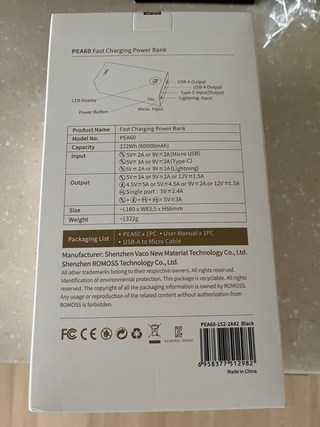 PEA60 Fast Charging Power Bank
USB-A Output
USB-A Output
Type-C Input/Output
Lightning Input
LED Display
Power Button
Micro Input
Product Name Fast Charging Power Bank
Model No. PEA60
Capacity 222Wh (60000mAh)
Input 5V⎓2A or 9V⎓2A(Micro USB)
5V⎓3A or 9V⎓2A(Type-C)
5V⎓2A or 9V⎓2A(Lightning)
Output 5V⎓3A or 9V⎓2A or 12V⎓1.5A
4.5V⎓5A or 5V⎓4.5A or 9V⎓2A or 12V⎓1.5A
Single port : 5V⎓2.4A
5V⎓3A
Size ~L180 x W83.5 x H66mm
Weight ~1322g
Packaging List • PEA60 x 1PC • User Manual x 1PC
• USB-A to Micro Cable
Manufacturer: Shenzhen Vaco New Material Technology Co., Ltd.
Shenzhen ROMOSS Technology Co., Ltd.
All other trademarks belong to their respective owners. All rights reserved.
Identification of environmental protection. This package is recyclable. All rights
reserved. The copyright of all the packaging information is owned by ROMOSS.
Any usage or reproduction of the related content without authorization from
ROMOSS is forbidden.
PEA60-152-2A42 Black
FC CE
6 958377 512982
Made in China